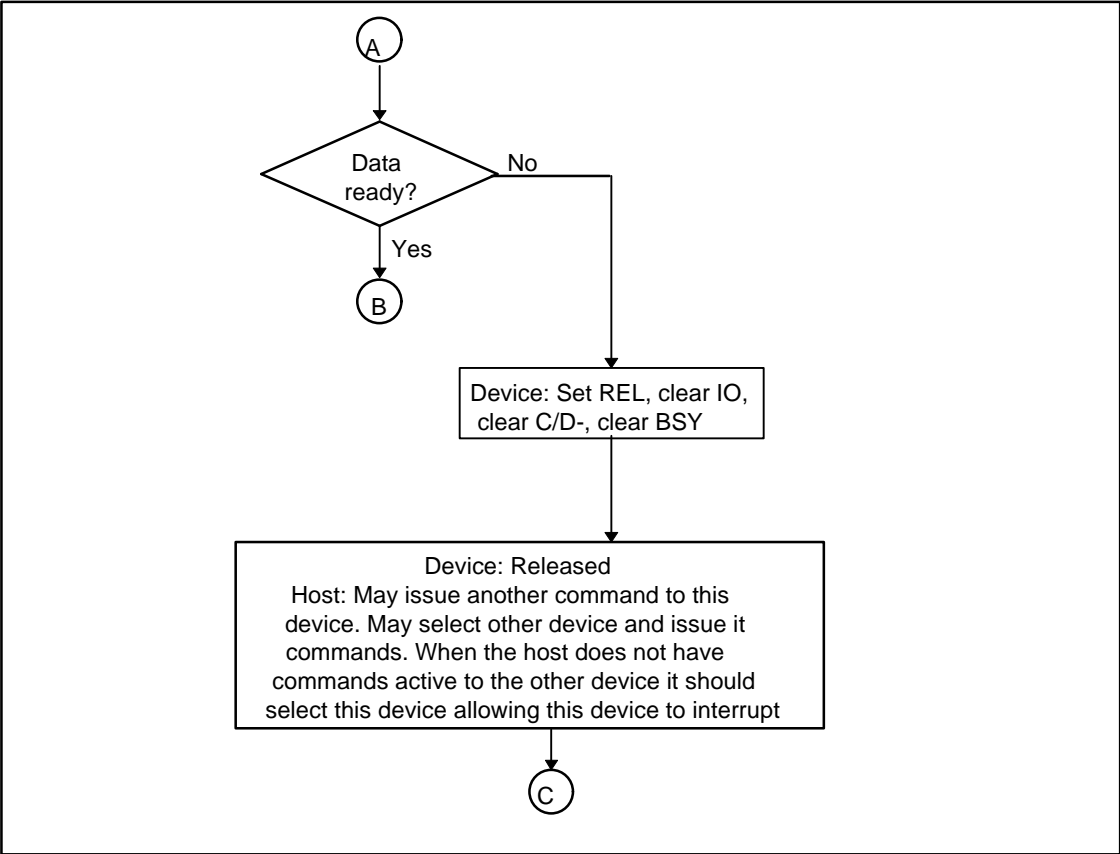 A
Data
ready?
No
Yes
B
Device: Set REL, clear IO,
clear C/D-, clear BSY
Device: Released
Host: May issue another command to this
device. May select other device and issue it
commands. When the host does not have
commands active to the other device it should
select this device allowing this device to interrupt
C